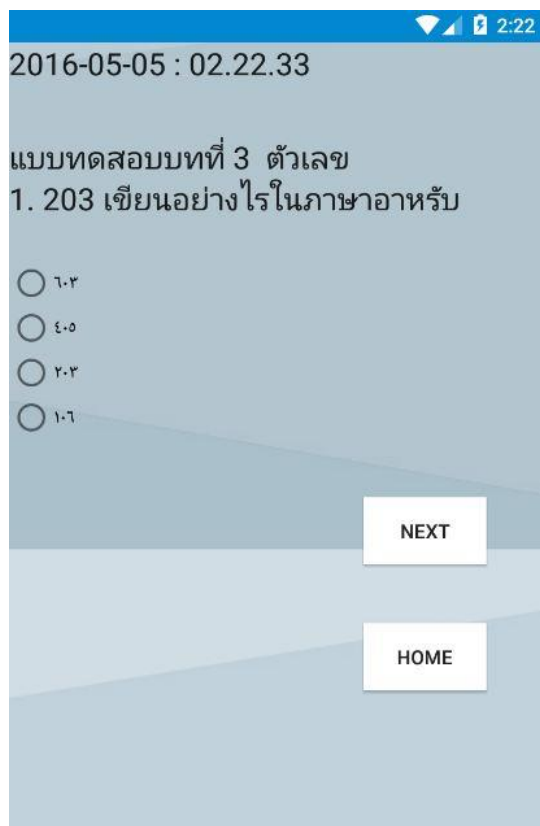 2:22
2016-05-05 : 02.22.33
แบบทดสอบบทที่ 3 ตัวเลข
1. 203 เขียนอย่างไรในภาษาอาหรับ
٦٠٣
٤٠٥
٢٠٣
١٠٦
NEXT
HOME